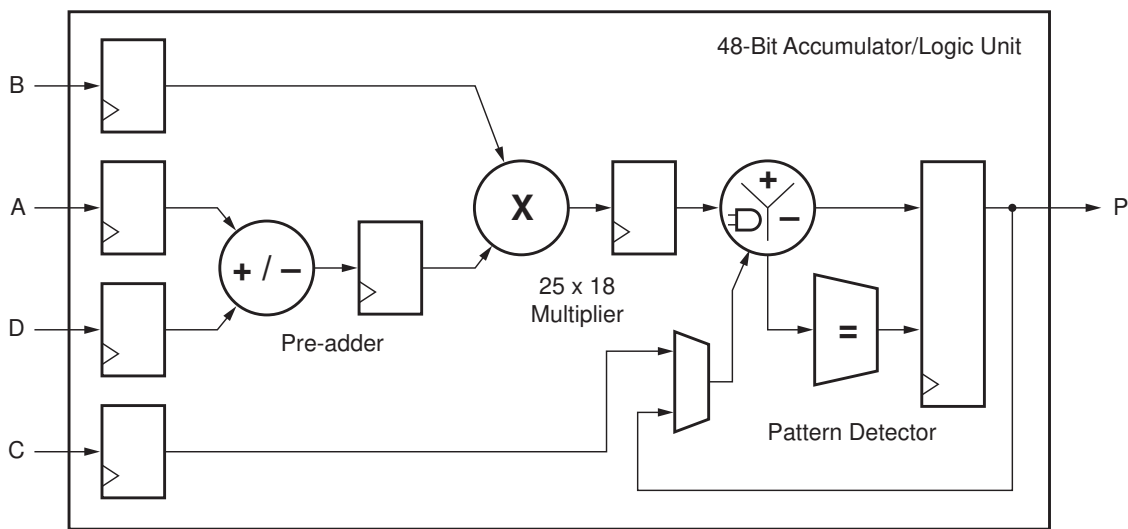 48-Bit Accumulator/Logic Unit
B
A
D
C
+ / −
Pre-adder
X
25 x 18
Multiplier
+
−
=
Pattern Detector
P